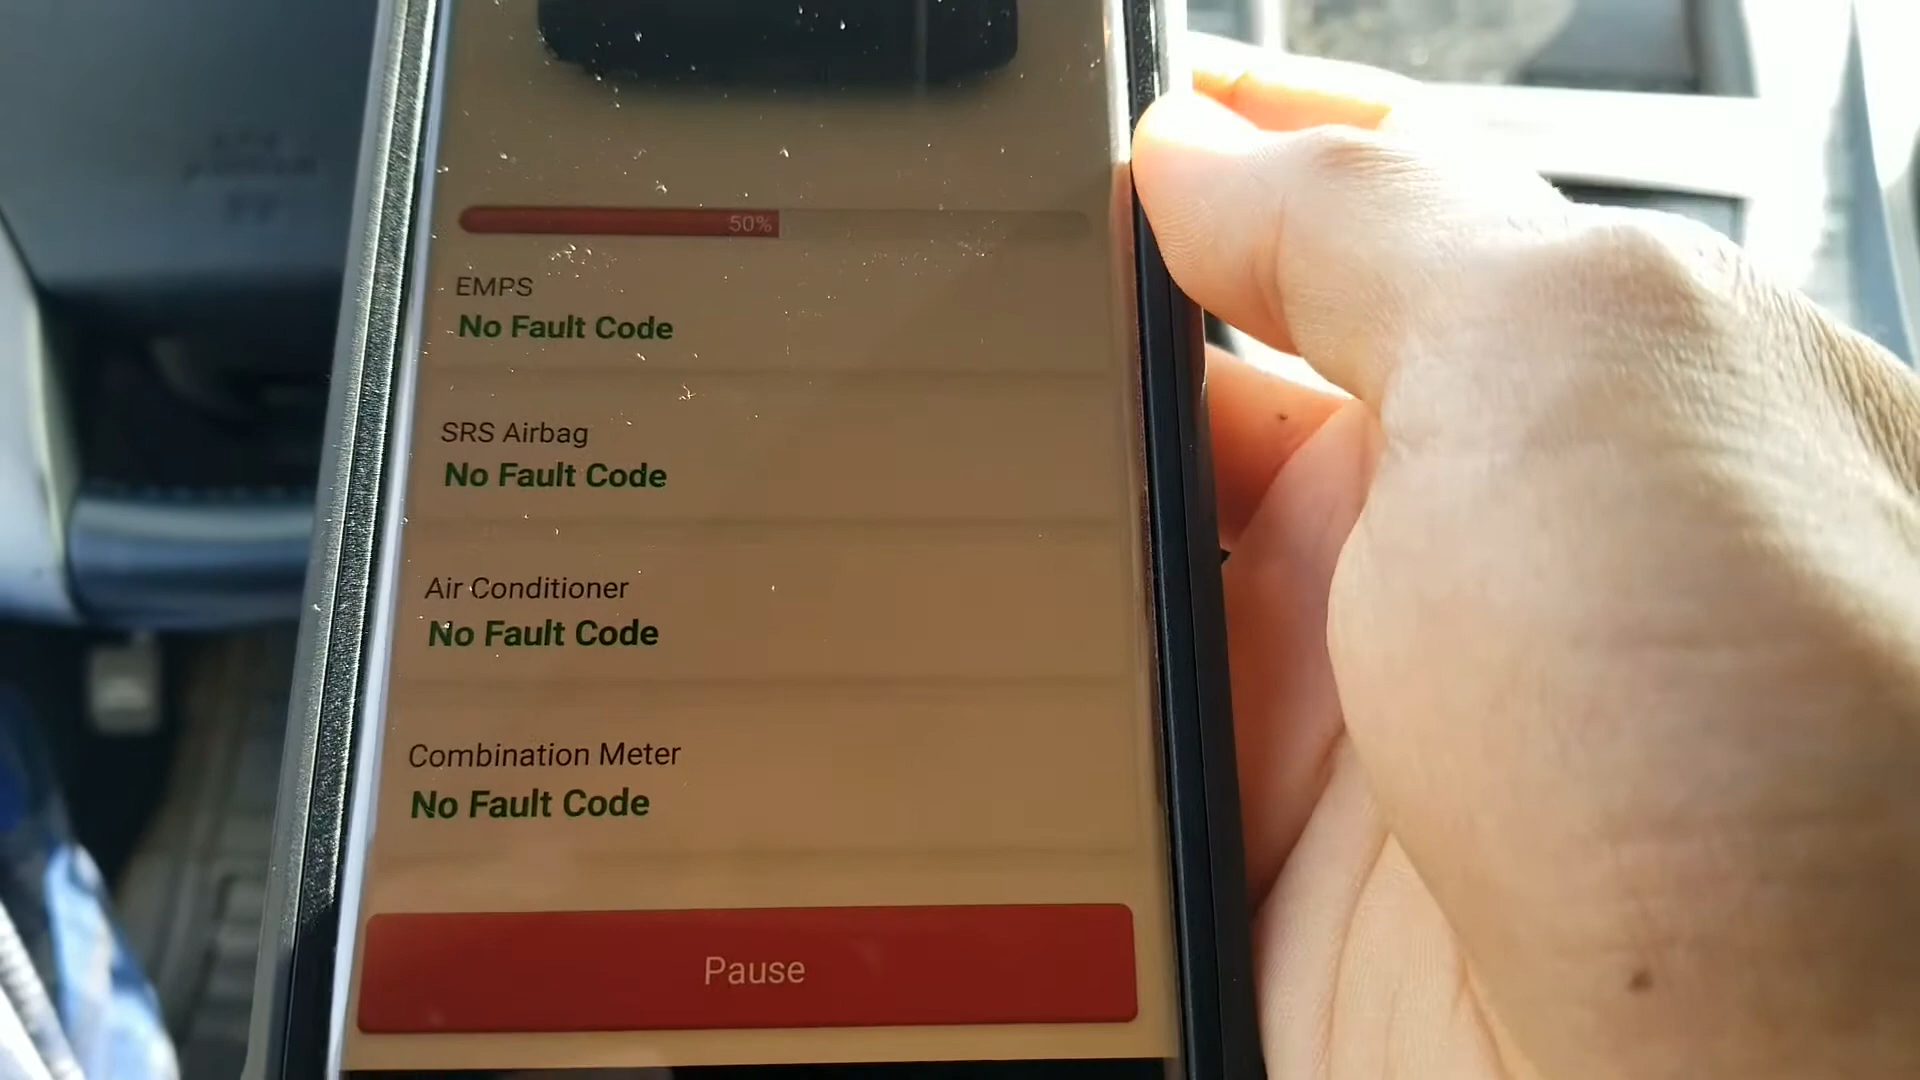 50%
EMPS
No Fault Code
SRS Airbag
No Fault Code
Air Conditioner
No Fault Code
Combination Meter
No Fault Code
Pause